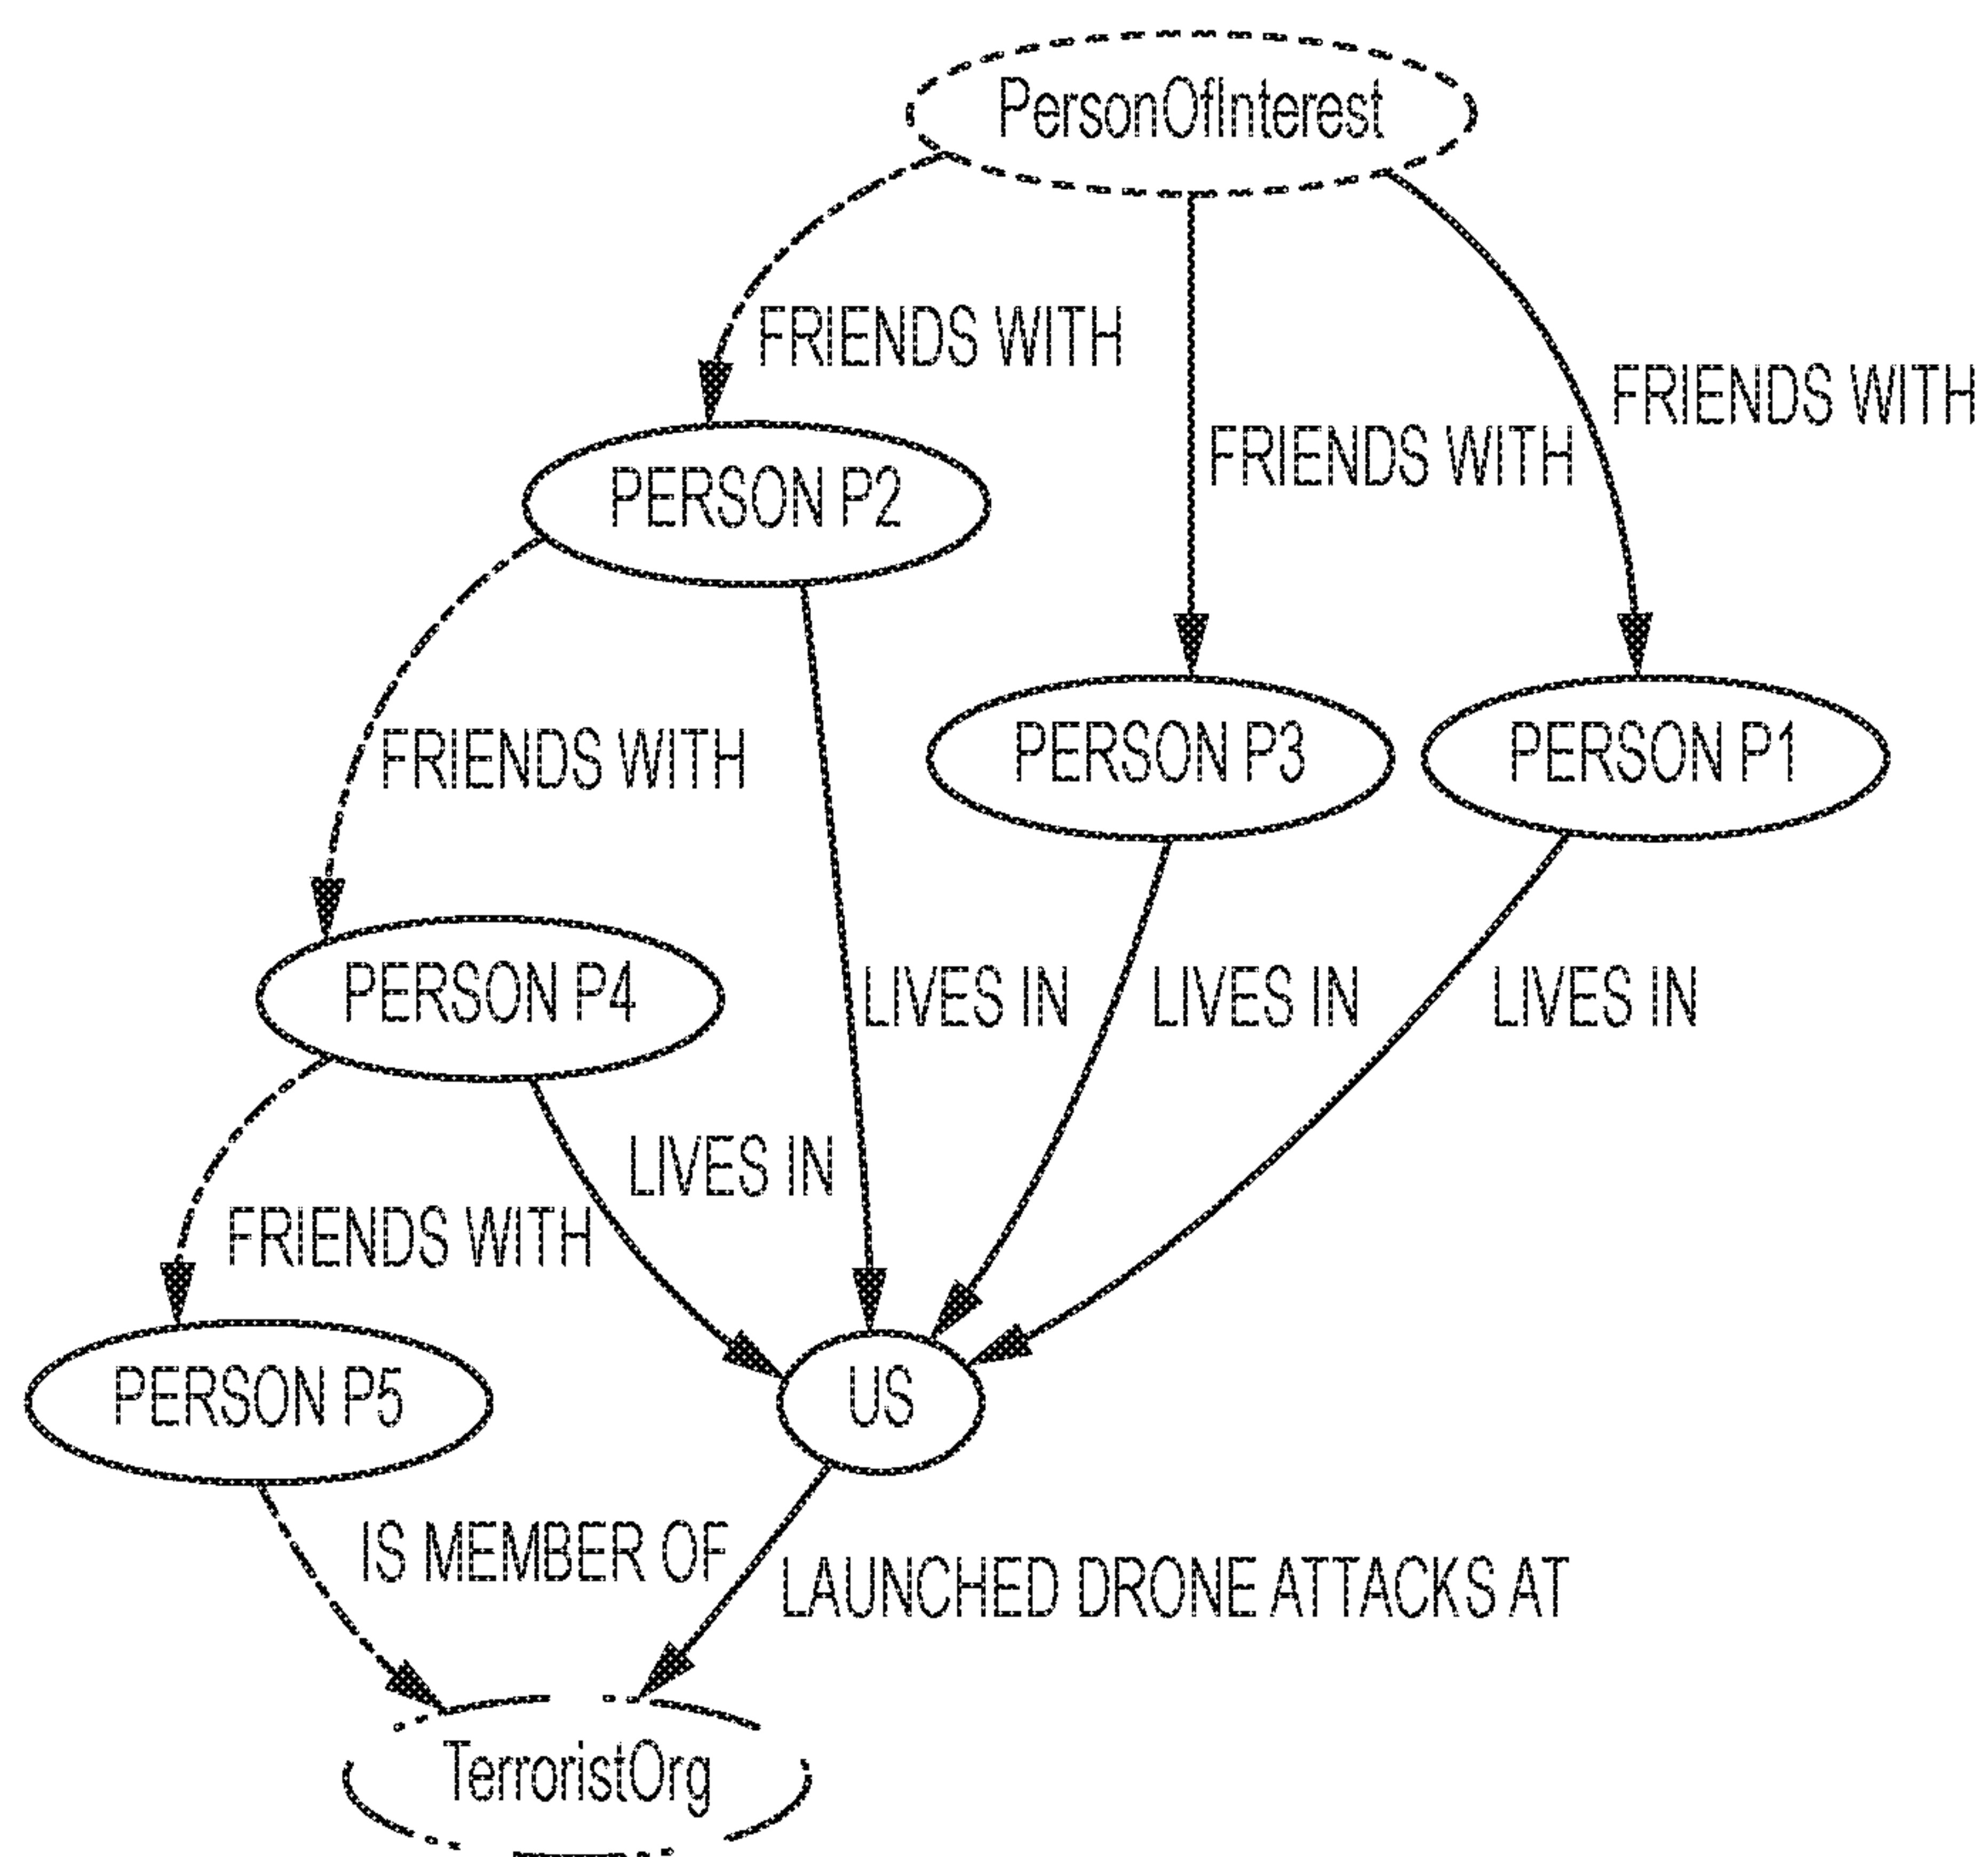 PersonOfInterest
FRIENDS WITH
FRIENDS WITH
FRIENDS WITH
PERSON P2
FRIENDS WITH
PERSON P3
PERSON P1
PERSON P4
LIVES IN
LIVES IN
LIVES IN
LIVES IN
FRIENDS WITH
PERSON P5
US
IS MEMBER OF
LAUNCHED DRONE ATTACKS AT
TerroristOrg